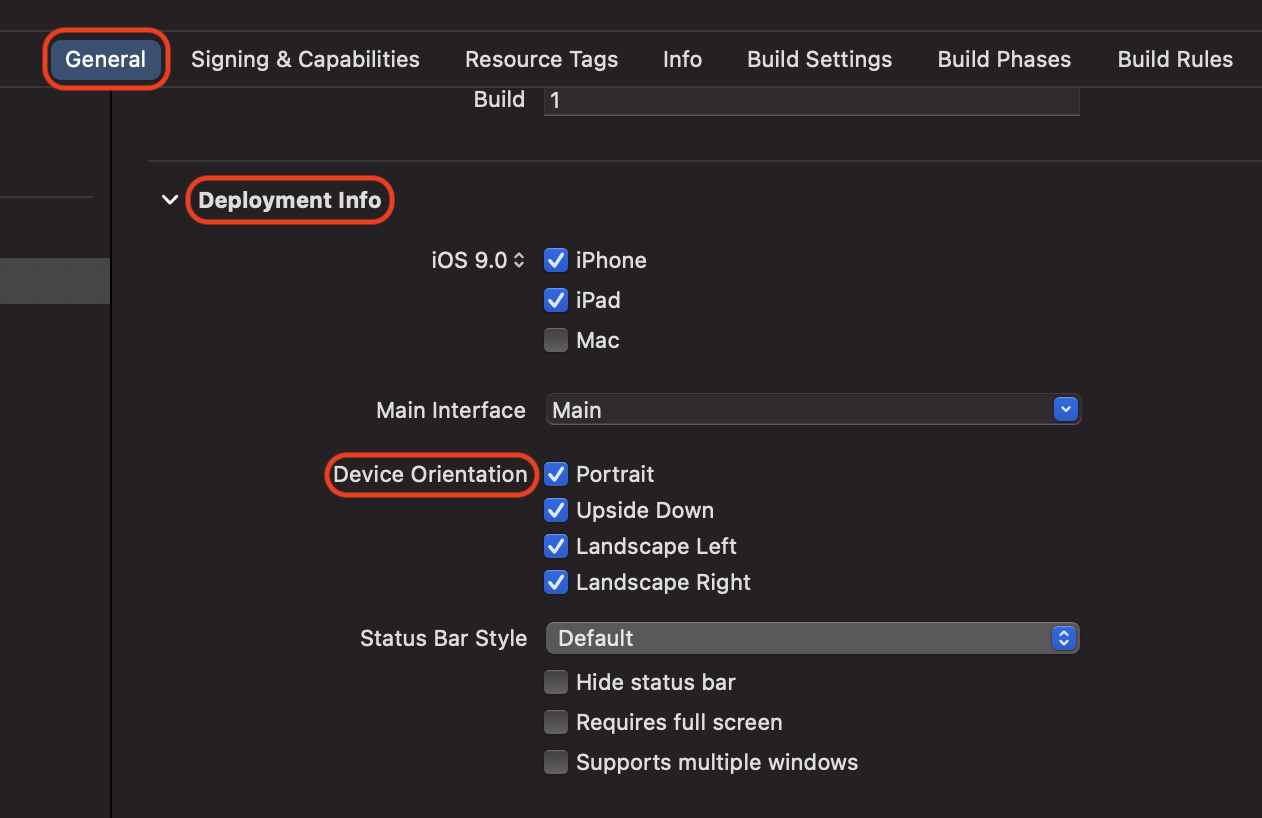 General Signing & Capabilities Resource Tags Info Build Settings Build Phases Build Rules
Build 1
Deployment Info
iOS 9.0 iPhone
iPad
Mac
Main Interface Main
Device Orientation Portrait
Upside Down
Landscape Left
Landscape Right
Status Bar Style Default
Hide status bar
Requires full screen
Supports multiple windows